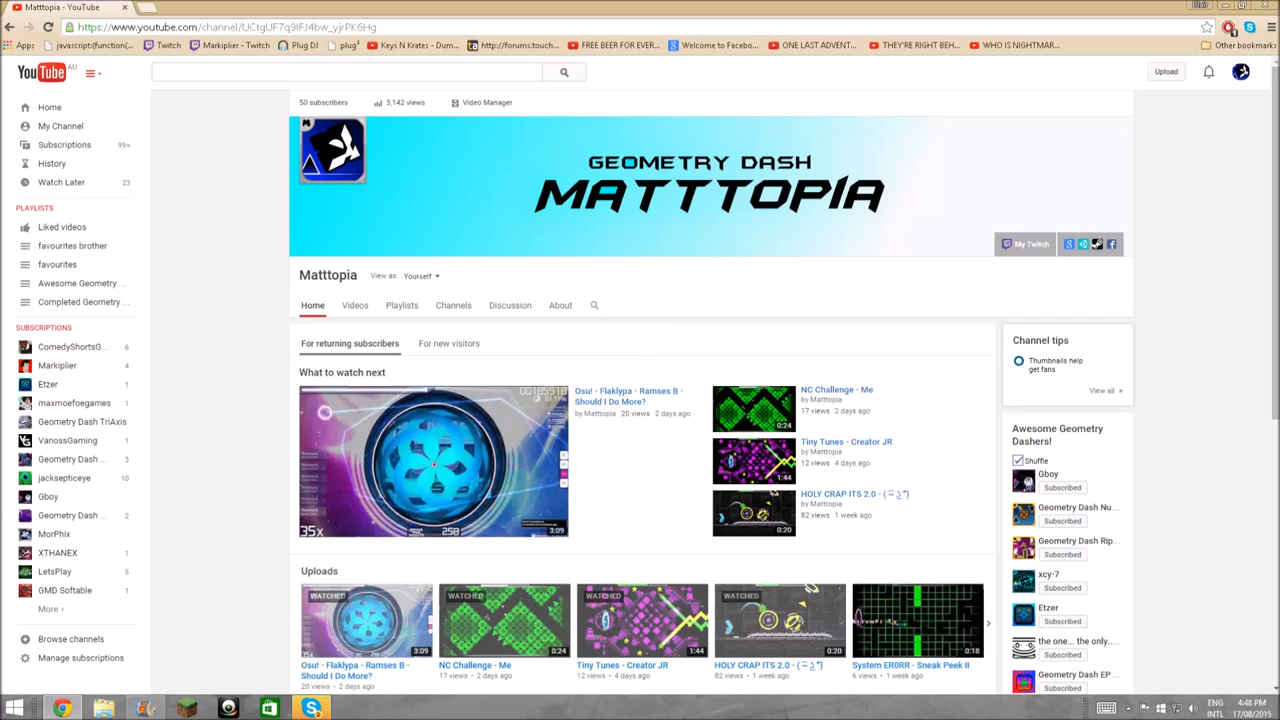 Matttopia - YouTube
https://www.youtube.com/channel/UCtgUF7q9IFJ4bw_yjrPK6Hg
Apps javascript:(function(... Twitch Markiplier - Twitch Plug DJ plug³ Keys N Krates - Dum... http://forums.touch... FREE BEER FOR EVER... Welcome to Facebo... ONE LAST ADVENT... THEY'RE RIGHT BEH... WHO IS NIGHTMAR... Other bookmarks
YouTube AU
Upload
Home
My Channel
Subscriptions 99+
History
Watch Later 23
PLAYLISTS
Liked videos
favourites brother
favourites
Awesome Geometry ...
Completed Geometry ...
SUBSCRIPTIONS
ComedyShortsG... 6
Markiplier 4
Etzer 1
maxmoefoegames 1
Geometry Dash TriAxis
VanossGaming 1
Geometry Dash ... 3
jacksepticeye 10
Gboy
Geometry Dash ... 2
MorPhix
XTHANEX 1
LetsPlay 5
GMD Softable 1
More ›
Browse channels
Manage subscriptions
50 subscribers 3,142 views Video Manager
GEOMETRY DASH
MATTTOPIA
My Twitch
Matttopia View as: Yourself
Home Videos Playlists Channels Discussion About
For returning subscribers For new visitors
What to watch next
00185510
35x
258
3:09
Osu! - Flaklypa - Ramses B -
Should I Do More?
by Matttopia 20 views 2 days ago
0:24
NC Challenge - Me
by Matttopia
17 views 2 days ago
1:44
Tiny Tunes - Creator JR
by Matttopia
12 views 4 days ago
0:20
HOLY CRAP ITS 2.0 - ( ͠~ ͜ʖ °)
by Matttopia
82 views 1 week ago
Uploads
WATCHED
35x
3:09
Osu! - Flaklypa - Ramses B -
Should I Do More?
20 views • 2 days ago
WATCHED
0:24
NC Challenge - Me
17 views • 2 days ago
WATCHED
1:44
Tiny Tunes - Creator JR
12 views • 4 days ago
WATCHED
0:20
HOLY CRAP ITS 2.0 - ( ͠~ ͜ʖ °)
82 views • 1 week ago
0:18
System ER0RR - Sneak Peek II
6 views • 1 week ago
Channel tips
Thumbnails help
get fans
View all »
Awesome Geometry
Dashers!
Shuffle
Gboy
Subscribed
Geometry Dash Nu...
Subscribed
Geometry Dash Rip...
Subscribed
xcy-7
Subscribed
Etzer
Subscribed
the one... the only...
Subscribed
Geometry Dash EP...
Subscribed
ENG
INTL
4:48 PM
17/08/2015